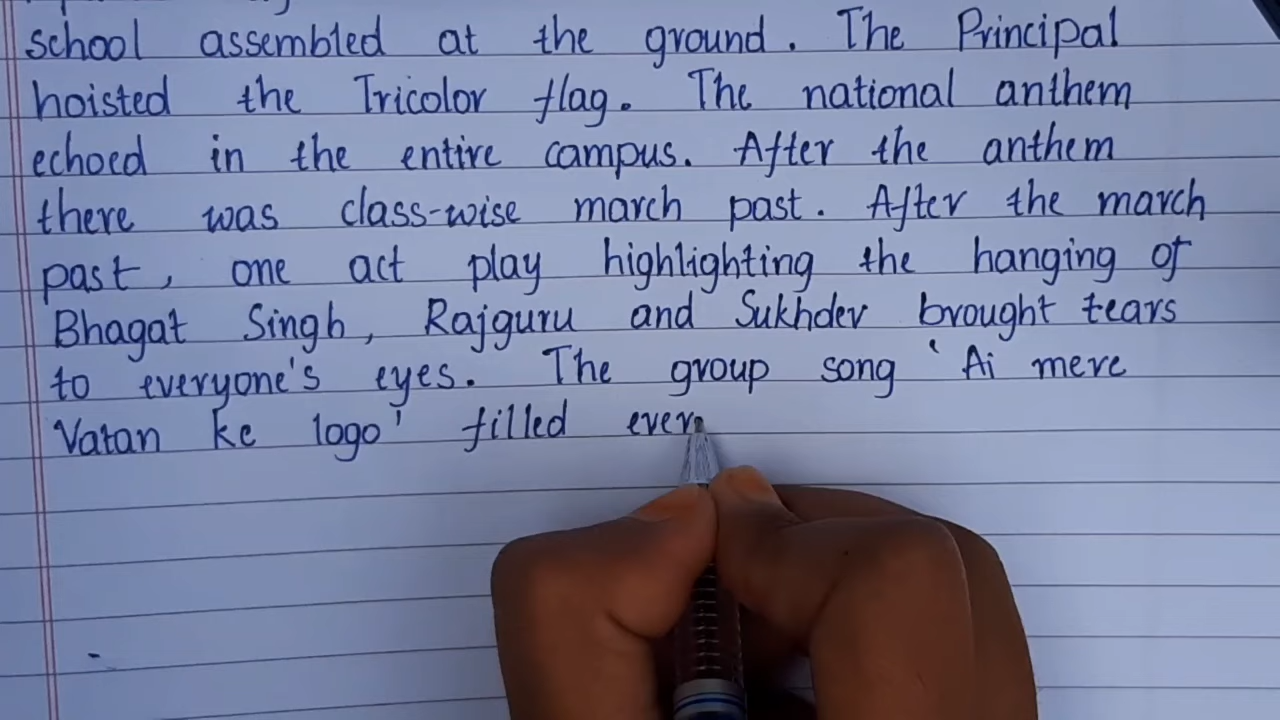 school assembled at the ground. The Principal
hoisted the Tricolor flag. The national anthem
echoed in the entire campus. After the anthem
there was class-wise march past. After the march
past, one act play highlighting the hanging of
Bhagat Singh, Rajguru and Sukhdev brought tears
to everyone's eyes. The group song 'Ai mere
Vatan ke logo' filled ever